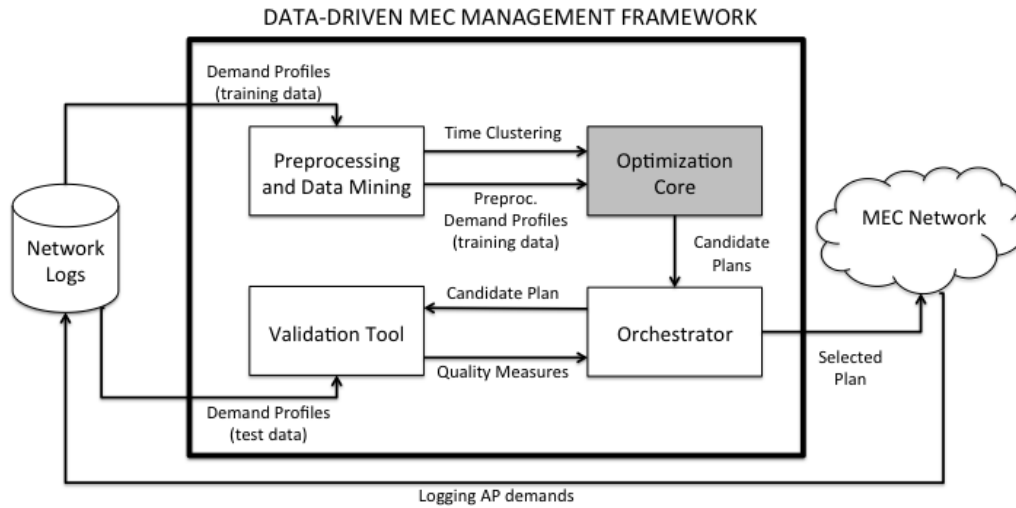 DATA-DRIVEN MEC MANAGEMENT FRAMEWORK
Demand Profiles
(training data)
Preprocessing
and Data Mining
Time Clustering
Preproc.
Demand Profiles
(training data)
Optimization
Core
Candidate
Plans
MEC Network
Network
Logs
Validation Tool
Candidate Plan
Quality Measures
Orchestrator
Selected
Plan
Demand Profiles
(test data)
Logging AP demands